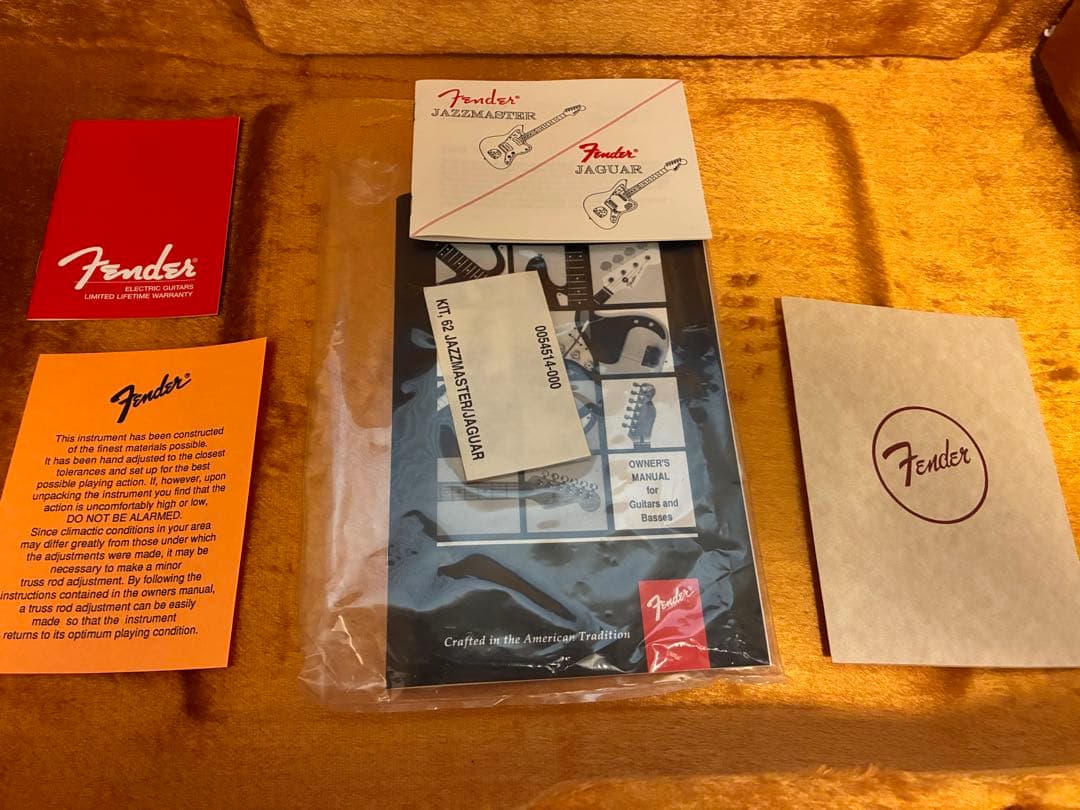 Fender
ELECTRIC GUITARS
LIMITED LIFETIME WARRANTY
Fender
This instrument has been constructed
of the finest materials possible.
It has been hand adjusted to the closest
tolerances and set up for the best
possible playing action. If, however, upon
unpacking the instrument you find that the
action is uncomfortably high or low,
DO NOT BE ALARMED.
Since climactic conditions in your area
may differ greatly from those under which
the adjustments were made, it may be
necessary to make a minor
truss rod adjustment. By following the
instructions contained in the owners manual,
a truss rod adjustment can be easily
made so that the instrument
returns to its optimum playing condition.
Fender®
JAZZMASTER
Fender®
JAGUAR
0054514-000
KIT, 62 JAZZMASTER/JAGUAR
OWNER'S
MANUAL
for
Guitars and
Basses
Fender
Crafted in the American Tradition
Fender